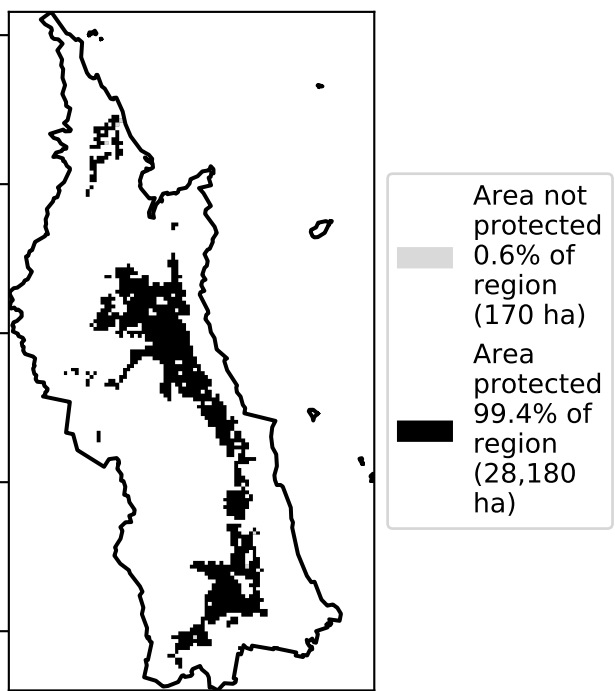 Area not
protected
0.6% of
region
(170 ha)
Area
protected
99.4% of
region
(28,180
ha)